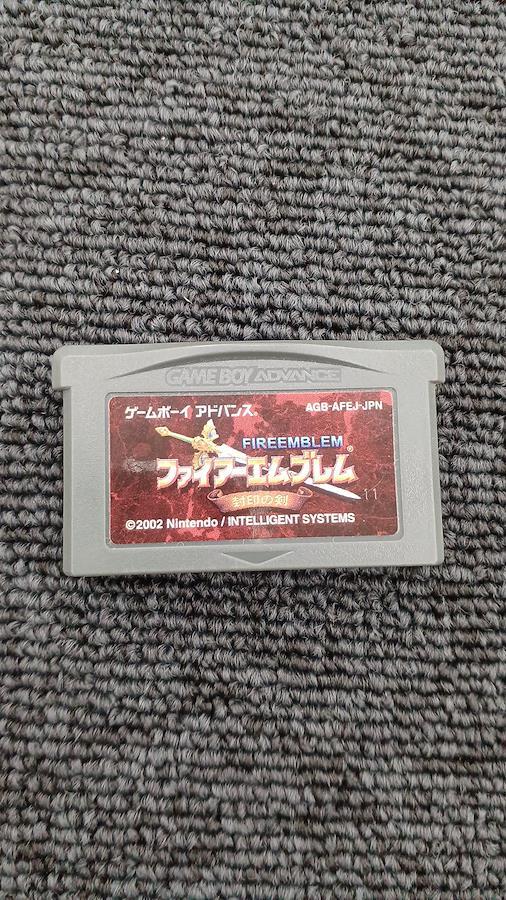 GAME BOY ADVANCE
ゲームボーイ アドバンス® AGB-AFEJ-JPN
FIREEMBLEM
ファイアーエムブレム®
封印の剣
11
©2002 Nintendo / INTELLIGENT SYSTEMS